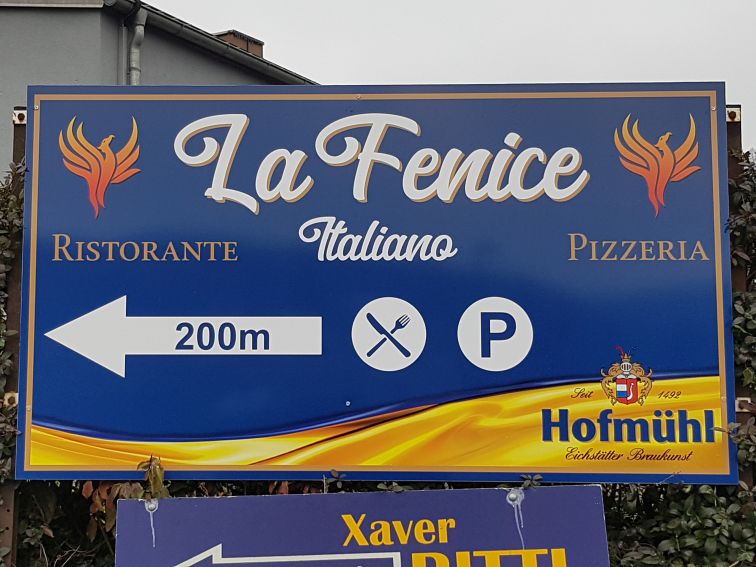 La Fenice
Ristorante Italiano Pizzeria
200m P
Seit 1492
Hofmühl
Eichstätter Braukunst
Xaver